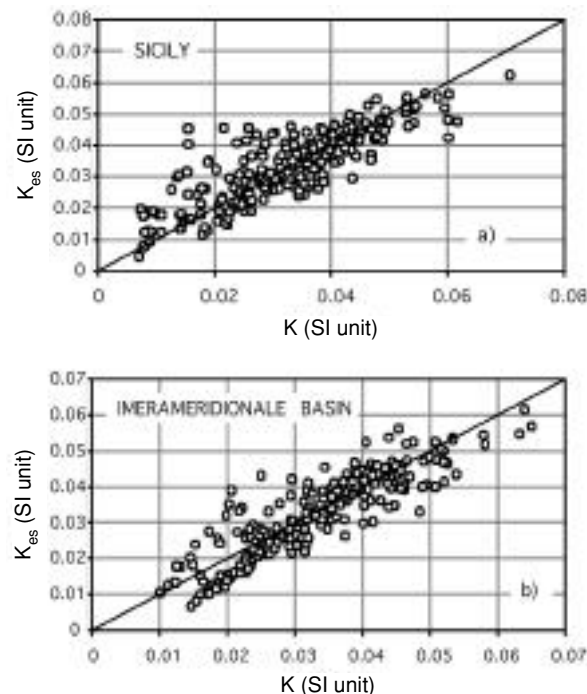 0.08
SICILY
0.07
0.06
0.05
0.04
0.03
0.02
0.01
0
K_es (SI unit)
a)
0 0.02 0.04 0.06 0.08
K (SI unit)
0.07
IMERAMERIDIONALE BASIN
0.06
0.05
0.04
0.03
0.02
0.01
0
K_es (SI unit)
b)
0 0.01 0.02 0.03 0.04 0.05 0.06 0.07
K (SI unit)